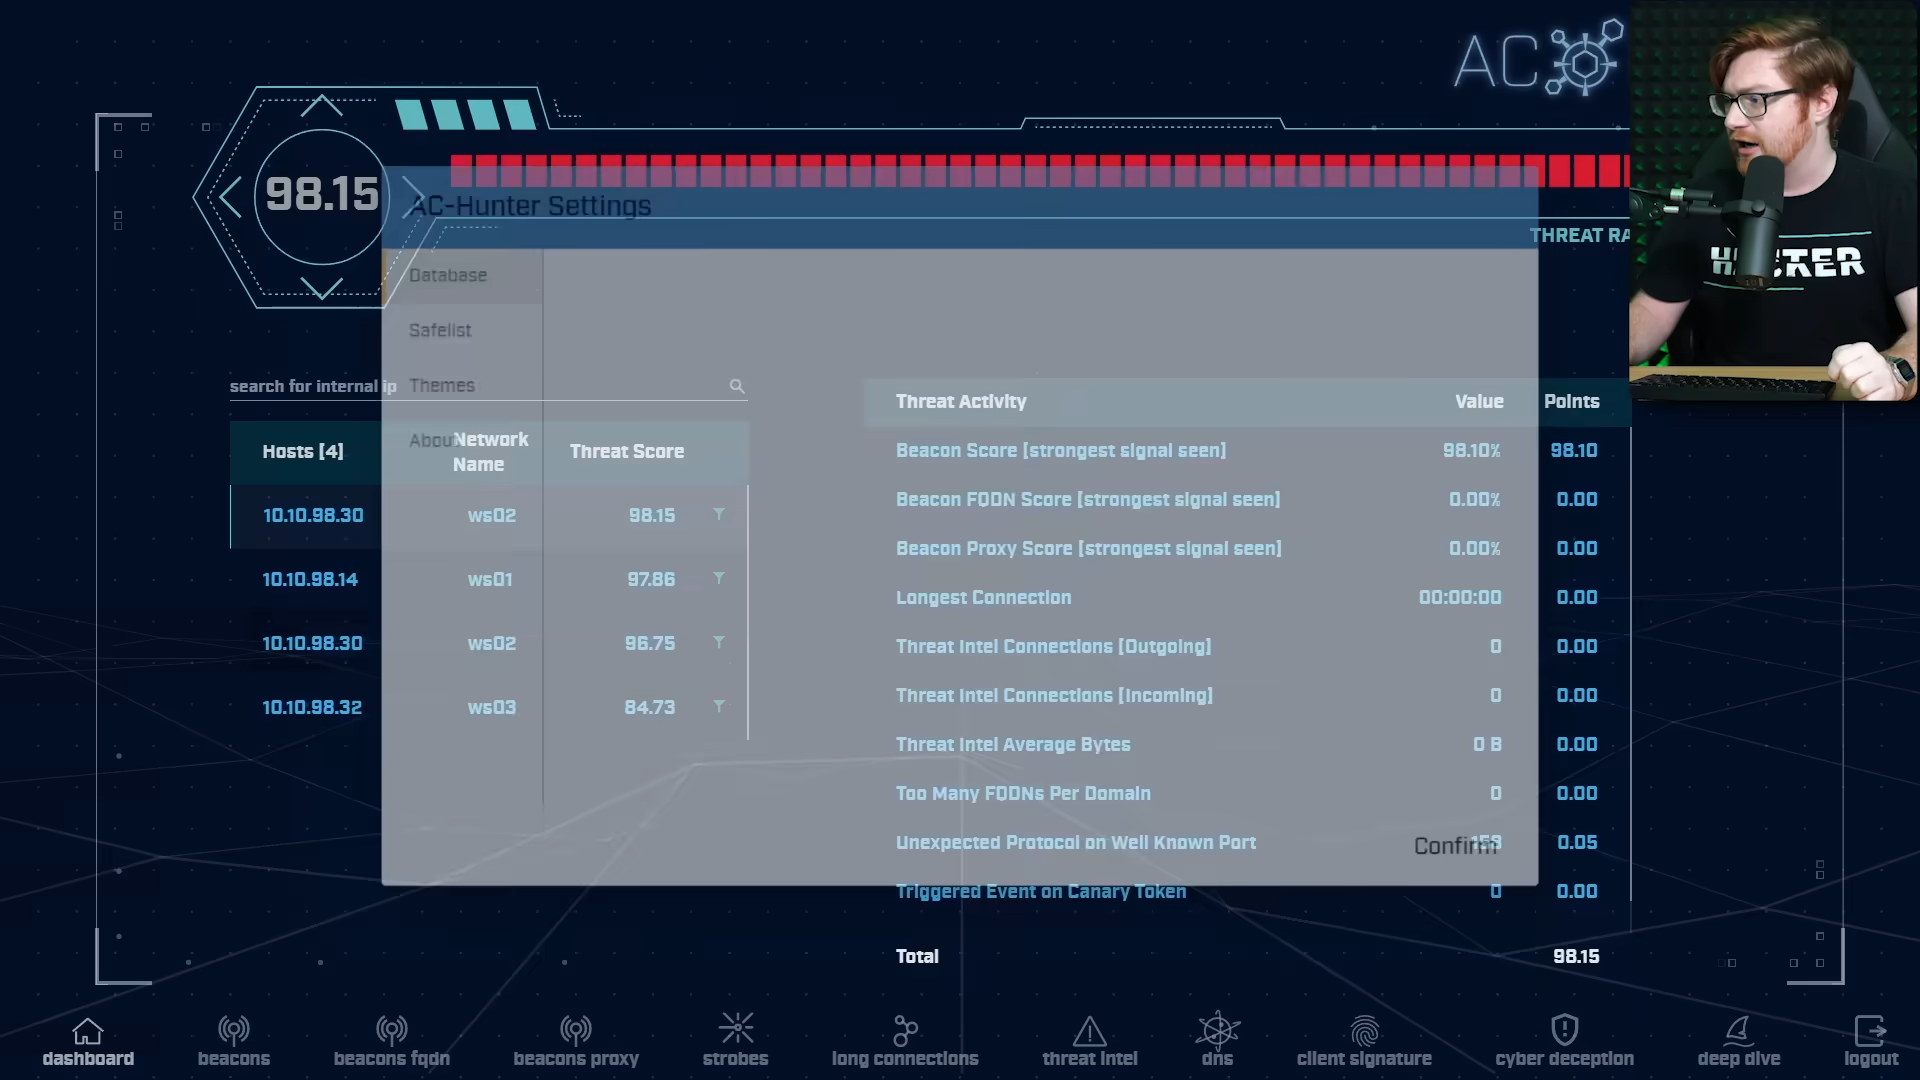 AC
98.15
AC-Hunter Settings
THREAT RA
Database
Safelist
Themes
About
Confirm
search for internal ip
Hosts [4] Network Name Threat Score
10.10.98.30 ws02 98.15
10.10.98.14 ws01 97.86
10.10.98.30 ws02 96.75
10.10.98.32 ws03 84.73
Threat Activity Value Points
Beacon Score [strongest signal seen] 98.10% 98.10
Beacon FQDN Score [strongest signal seen] 0.00% 0.00
Beacon Proxy Score [strongest signal seen] 0.00% 0.00
Longest Connection 00:00:00 0.00
Threat Intel Connections [Outgoing] 0 0.00
Threat Intel Connections [Incoming] 0 0.00
Threat Intel Average Bytes 0 B 0.00
Too Many FQDNs Per Domain 0 0.00
Unexpected Protocol on Well Known Port 0.05
Triggered Event on Canary Token 0 0.00
Total 98.15
dashboard beacons beacons fqdn beacons proxy strobes long connections threat intel dns client signature cyber deception deep dive logout